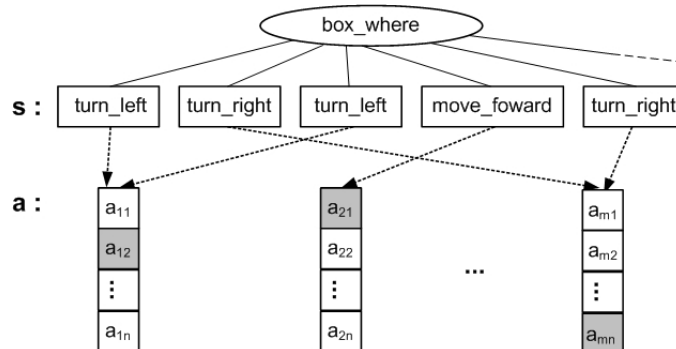 box_where
s : turn_left turn_right turn_left move_foward turn_right
a : a11 a21 am1
a12 a22 ... am2
⋮ ⋮ ⋮
a1n a2n amn